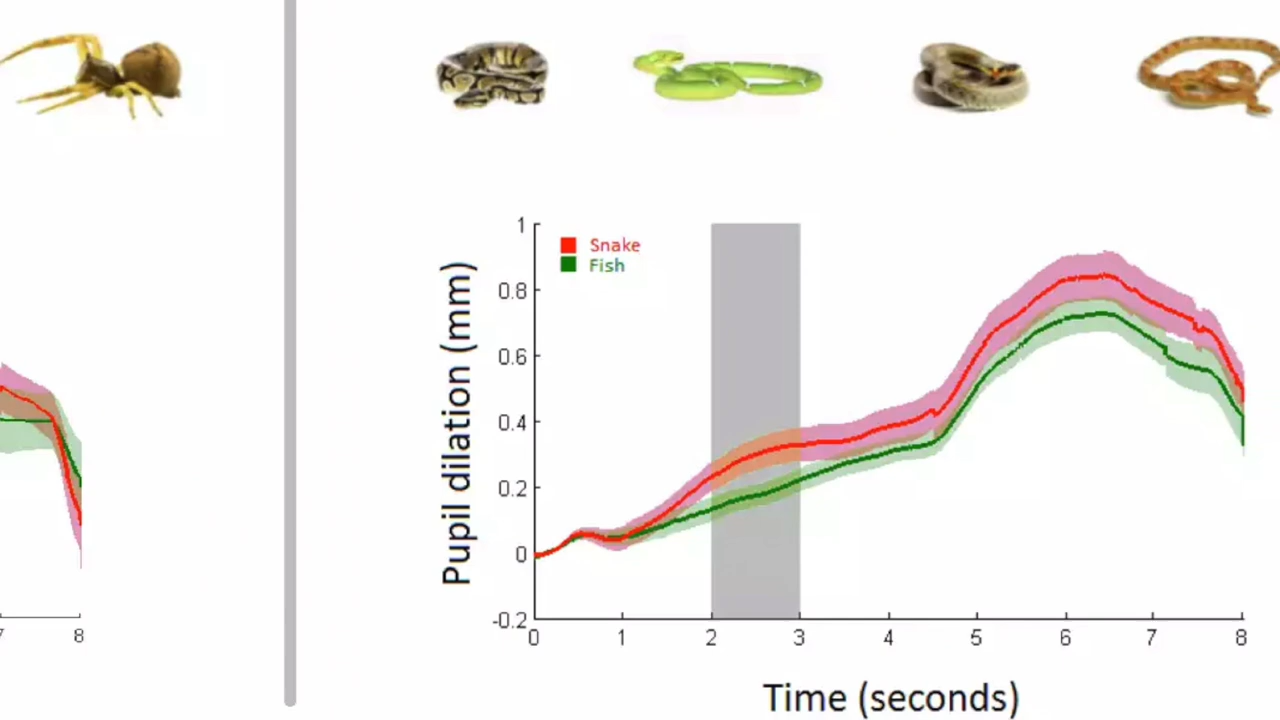 7
8
Snake
Fish
Pupil dilation (mm)
1
0.8
0.6
0.4
0.2
0
-0.2
0 1 2 3 4 5 6 7 8
Time (seconds)